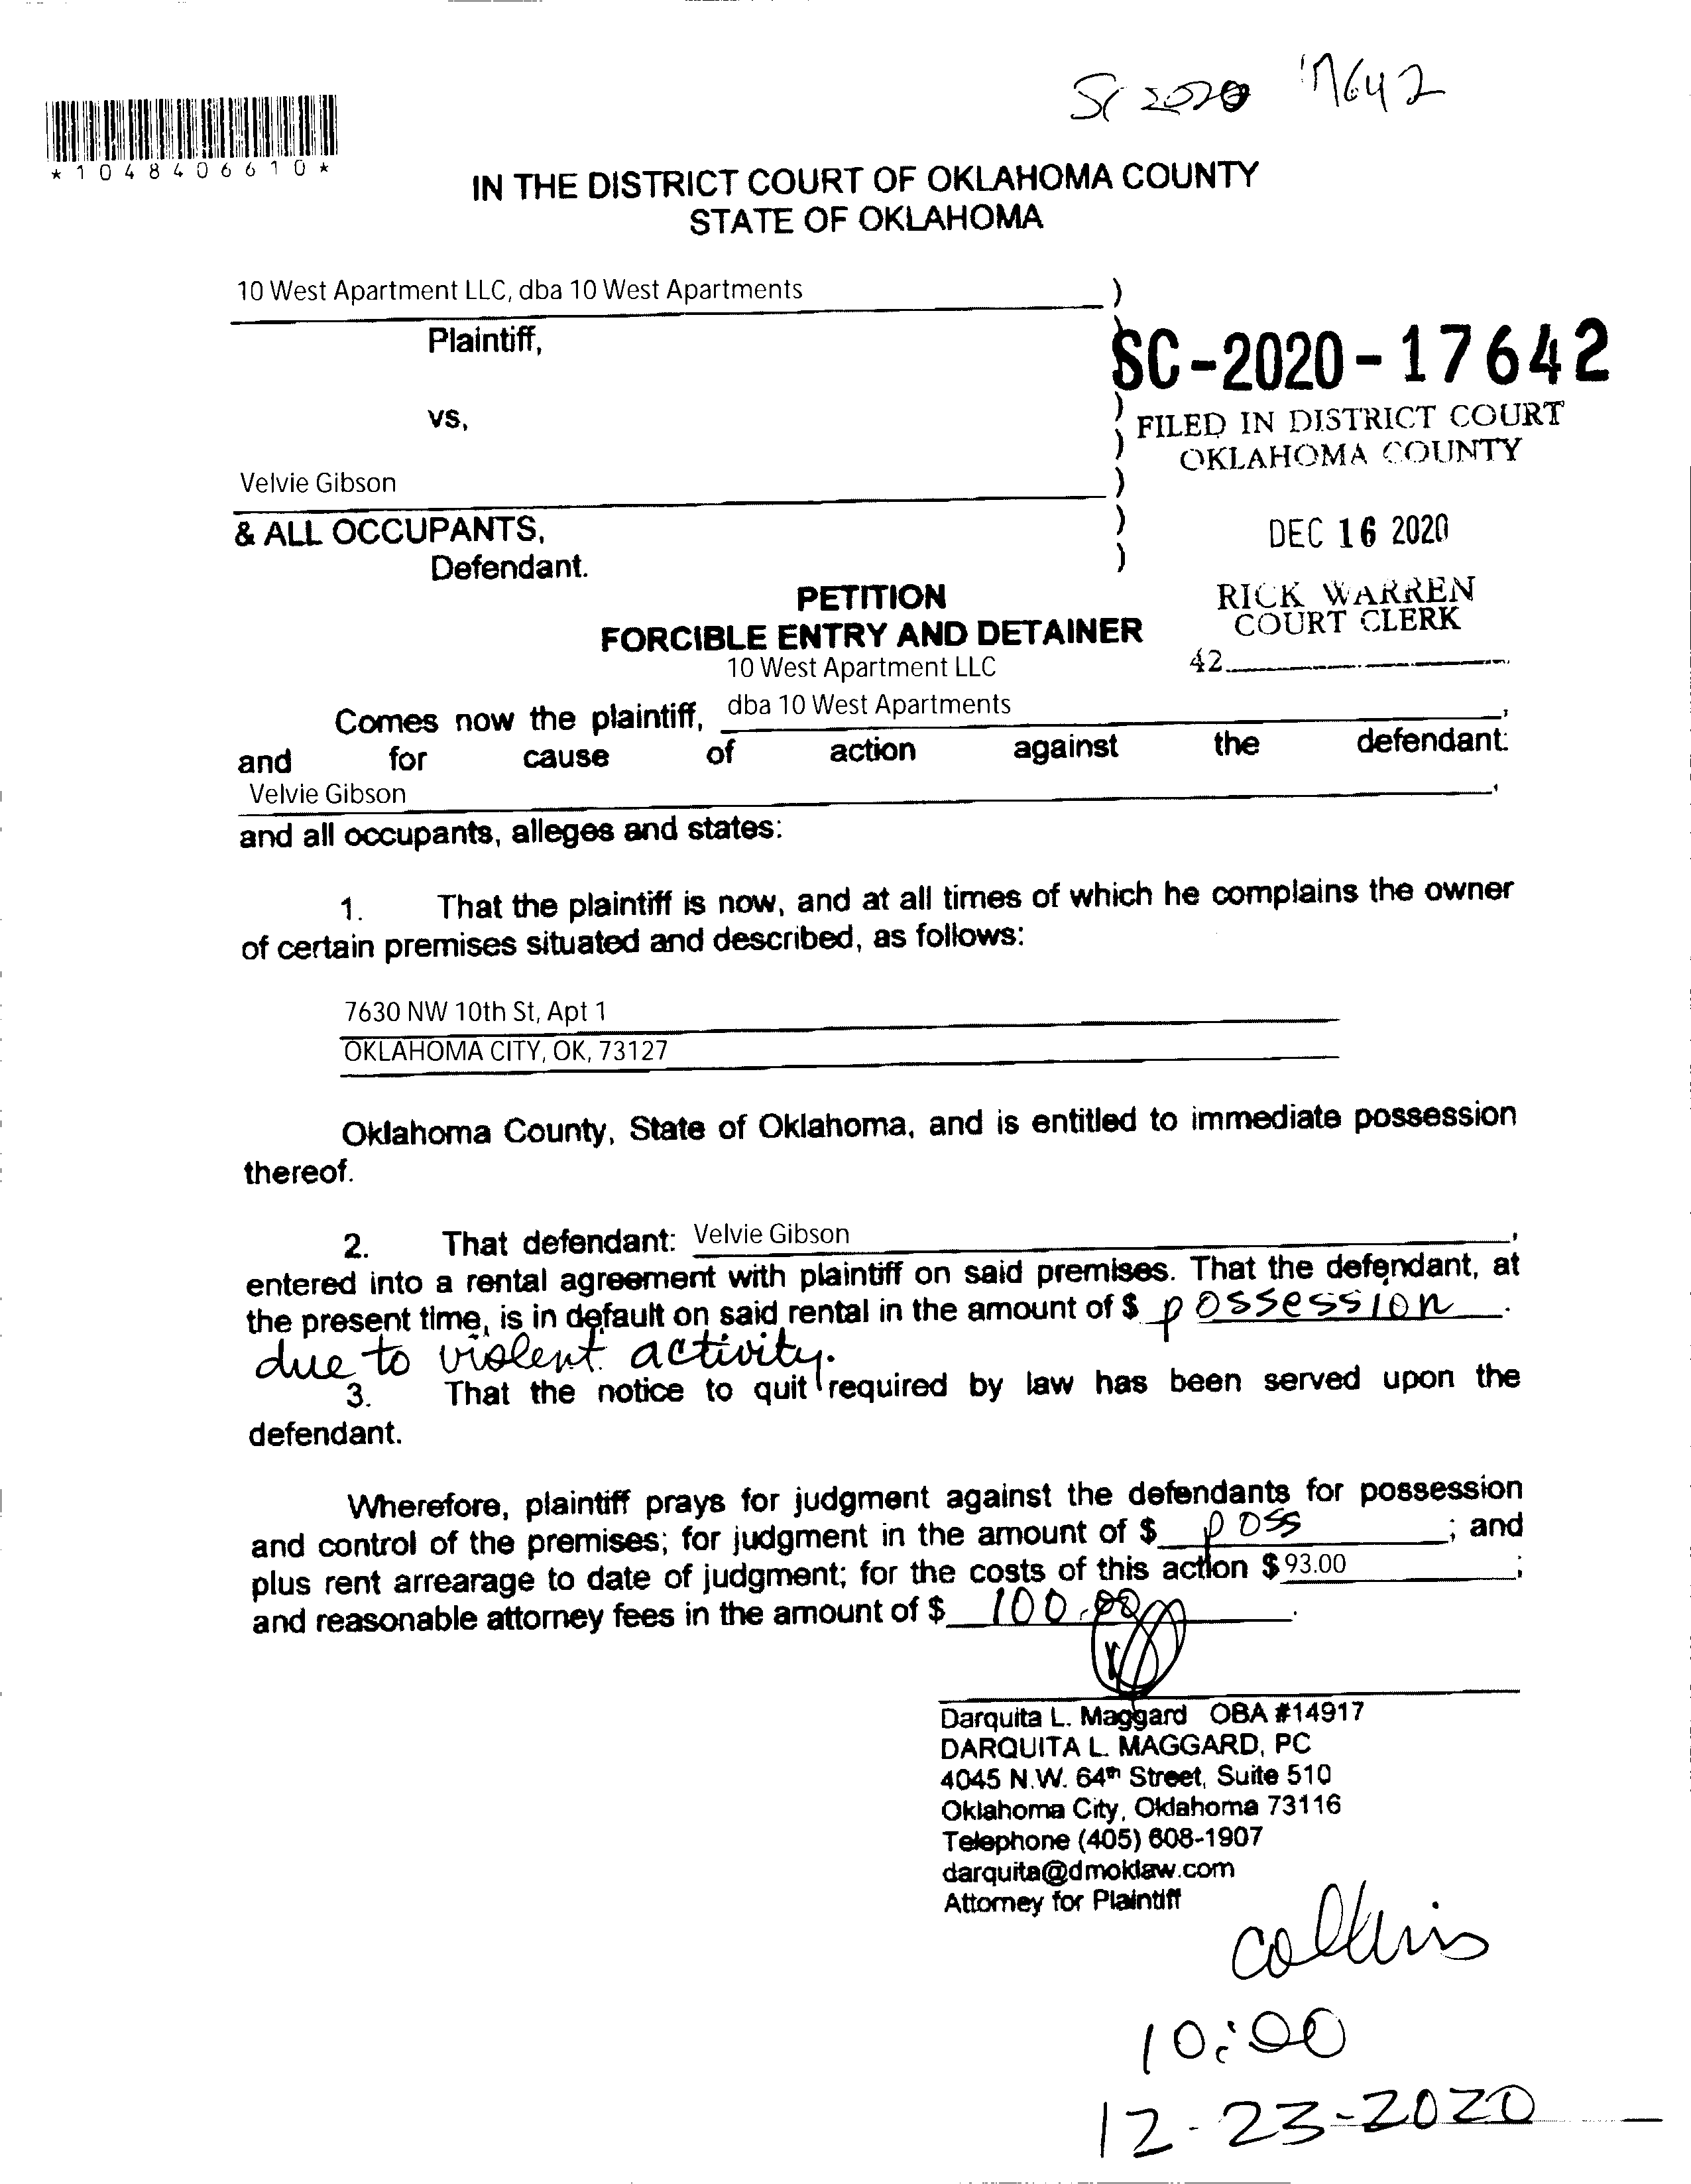 SC 2020 17642
*1048406610*
IN THE DISTRICT COURT OF OKLAHOMA COUNTY
STATE OF OKLAHOMA
10 West Apartment LLC, dba 10 West Apartments )
Plaintiff, )
SC-2020-17642
vs, )
FILED IN DISTRICT COURT
) OKLAHOMA COUNTY
Velvie Gibson )
& ALL OCCUPANTS, )
DEC 16 2020
Defendant. )
PETITION
RICK WARREN
COURT CLERK
FORCIBLE ENTRY AND DETAINER
42
10 West Apartment LLC
Comes now the plaintiff, dba 10 West Apartments,
and for cause of action against the defendant:
Velvie Gibson,
and all occupants, alleges and states:
1. That the plaintiff is now, and at all times of which he complains the owner
of certain premises situated and described, as follows:
7630 NW 10th St, Apt 1
OKLAHOMA CITY, OK, 73127
Oklahoma County, State of Oklahoma, and is entitled to immediate possession
thereof.
2. That defendant: Velvie Gibson,
entered into a rental agreement with plaintiff on said premises. That the defendant, at
the present time, is in default on said rental in the amount of $ possession.
due to violent activity.
3. That the notice to quit required by law has been served upon the
defendant.
Wherefore, plaintiff prays for judgment against the defendants for possession
and control of the premises; for judgment in the amount of $ poss; and
plus rent arrearage to date of judgment; for the costs of this action $ 93.00;
and reasonable attorney fees in the amount of $ 100.00.
Darquita L. Maggard OBA #14917
DARQUITA L. MAGGARD, PC
4045 N.W. 64th Street, Suite 510
Oklahoma City, Oklahoma 73116
Telephone (405) 608-1907
darquita@dmoklaw.com
Attorney for Plaintiff
collins
10:00
12-23-2020